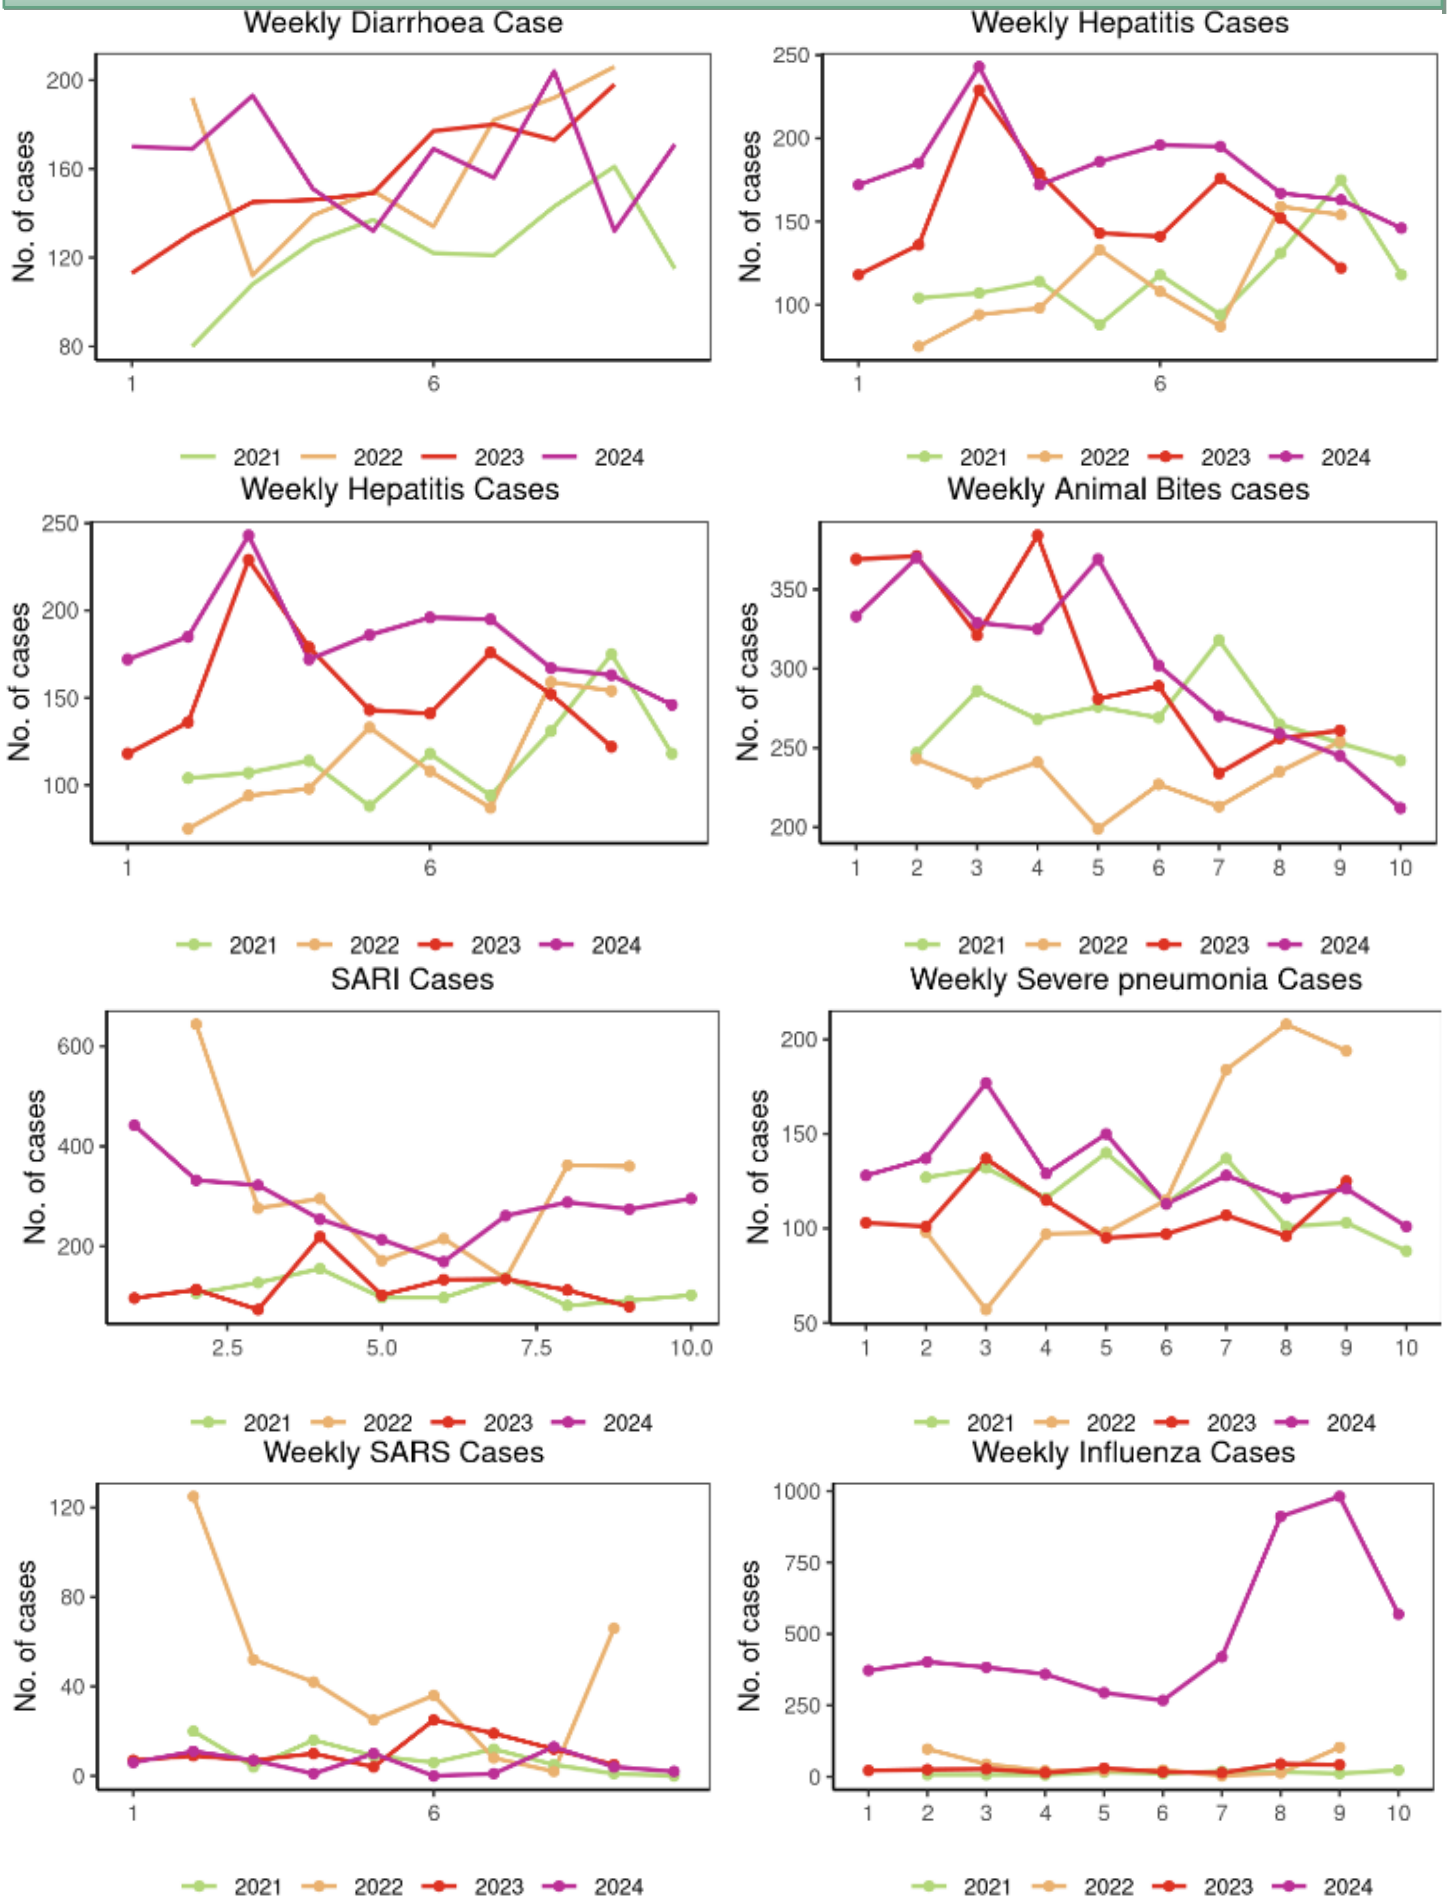 Weekly Diarrhoea Case
No. of cases
200
160
120
80
1 6
2021 2022 2023 2024
Weekly Hepatitis Cases
No. of cases
250
200
150
100
1 6
2021 2022 2023 2024
Weekly Hepatitis Cases
No. of cases
250
200
150
100
1 6
2021 2022 2023 2024
Weekly Animal Bites cases
No. of cases
350
300
250
200
1 2 3 4 5 6 7 8 9 10
2021 2022 2023 2024
SARI Cases
No. of cases
600
400
200
2.5 5.0 7.5 10.0
2021 2022 2023 2024
Weekly Severe pneumonia Cases
No. of cases
200
150
100
50
1 2 3 4 5 6 7 8 9 10
2021 2022 2023 2024
Weekly SARS Cases
No. of cases
120
80
40
0
1 6
2021 2022 2023 2024
Weekly Influenza Cases
No. of cases
1000
750
500
250
0
1 2 3 4 5 6 7 8 9 10
2021 2022 2023 2024